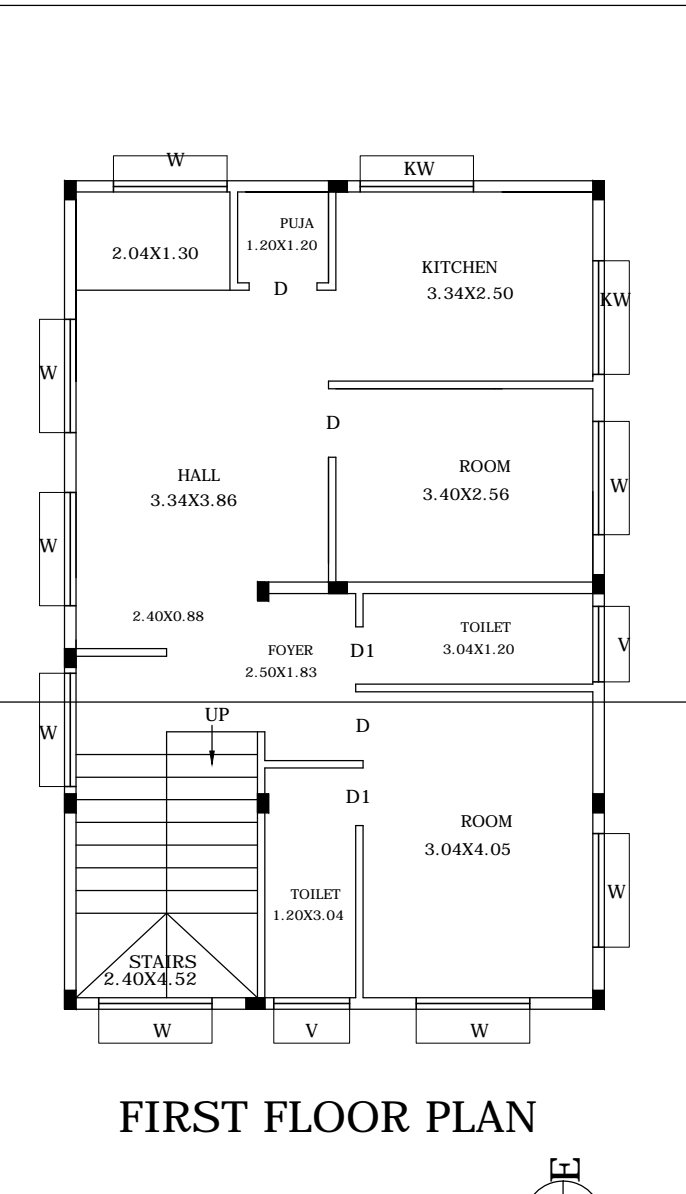 W
KW
PUJA
1.20X1.20
2.04X1.30
KITCHEN
3.34X2.50
D
KW
W
D
HALL
3.34X3.86
ROOM
3.40X2.56
W
W
2.40X0.88
FOYER
2.50X1.83
D1
TOILET
3.04X1.20
V
UP
D
W
D1
ROOM
3.04X4.05
TOILET
1.20X3.04
W
STAIRS
2.40X4.52
W
V
W
FIRST FLOOR PLAN
E